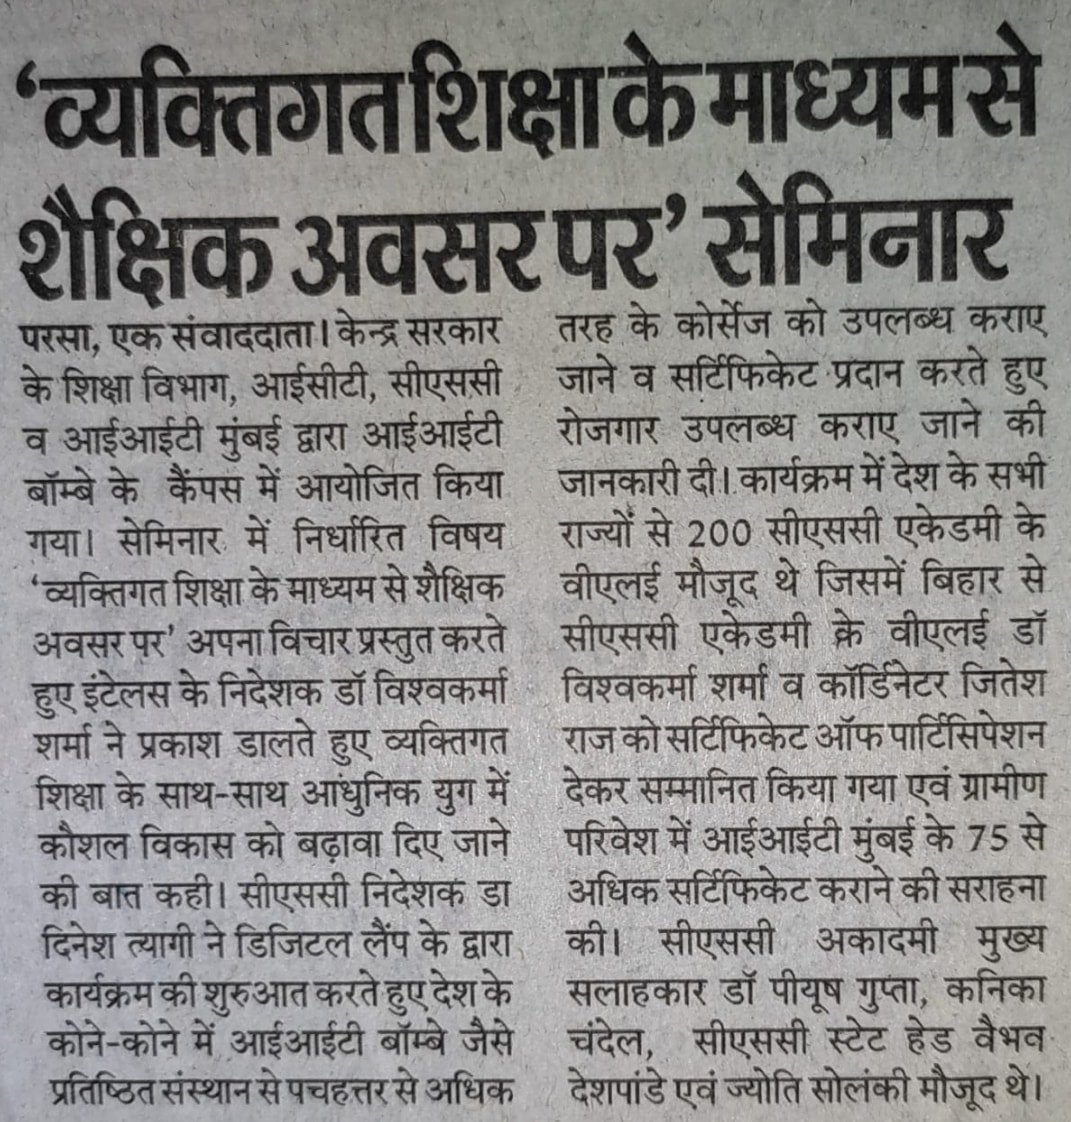 ‘व्यक्तिगत शिक्षा के माध्यम से
शैक्षिक अवसर पर’ सेमिनार
परसा, एक संवाददाता। केन्द्र सरकार
के शिक्षा विभाग, आईसीटी, सीएससी
व आईआईटी मुंबई द्वारा आईआईटी
बॉम्बे के कैंपस में आयोजित किया
गया। सेमिनार में निर्धारित विषय
‘व्यक्तिगत शिक्षा के माध्यम से शैक्षिक
अवसर पर’ अपना विचार प्रस्तुत करते
हुए इंटेलस के निदेशक डॉ विश्वकर्मा
शर्मा ने प्रकाश डालते हुए व्यक्तिगत
शिक्षा के साथ-साथ आधुनिक युग में
कौशल विकास को बढ़ावा दिए जाने
की बात कही। सीएससी निदेशक डा
दिनेश त्यागी ने डिजिटल लैंप के द्वारा
कार्यक्रम की शुरुआत करते हुए देश के
कोने-कोने में आईआईटी बॉम्बे जैसे
प्रतिष्ठित संस्थान से पचहत्तर से अधिक
तरह के कोर्सेज को उपलब्ध कराए
जाने व सर्टिफिकेट प्रदान करते हुए
रोजगार उपलब्ध कराए जाने की
जानकारी दी। कार्यक्रम में देश के सभी
राज्यों से 200 सीएससी एकेडमी के
वीएलई मौजूद थे जिसमें बिहार से
सीएससी एकेडमी के वीएलई डॉ
विश्वकर्मा शर्मा व कॉर्डिनेटर जितेश
राज को सर्टिफिकेट ऑफ पार्टिसिपेशन
देकर सम्मानित किया गया एवं ग्रामीण
परिवेश में आईआईटी मुंबई के 75 से
अधिक सर्टिफिकेट कराने की सराहना
की। सीएससी अकादमी मुख्य
सलाहकार डॉ पीयूष गुप्ता, कनिका
चंदेल, सीएससी स्टेट हेड वैभव
देशपांडे एवं ज्योति सोलंकी मौजूद थे।